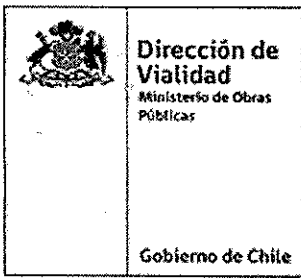 Dirección de
Vialidad
Ministerio de Obras
Públicas
Gobierno de Chile